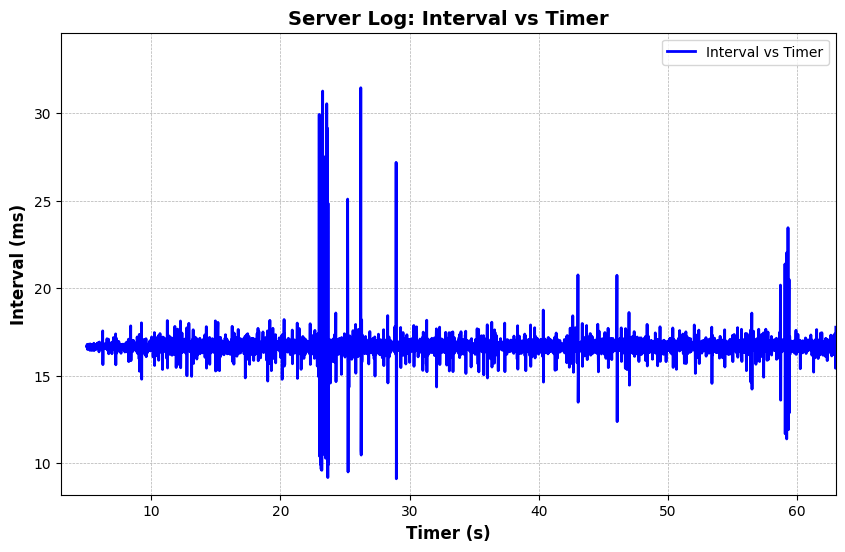 Server Log: Interval vs Timer
Interval vs Timer
30
25
20
15
10
Interval (ms)
10 20 30 40 50 60
Timer (s)